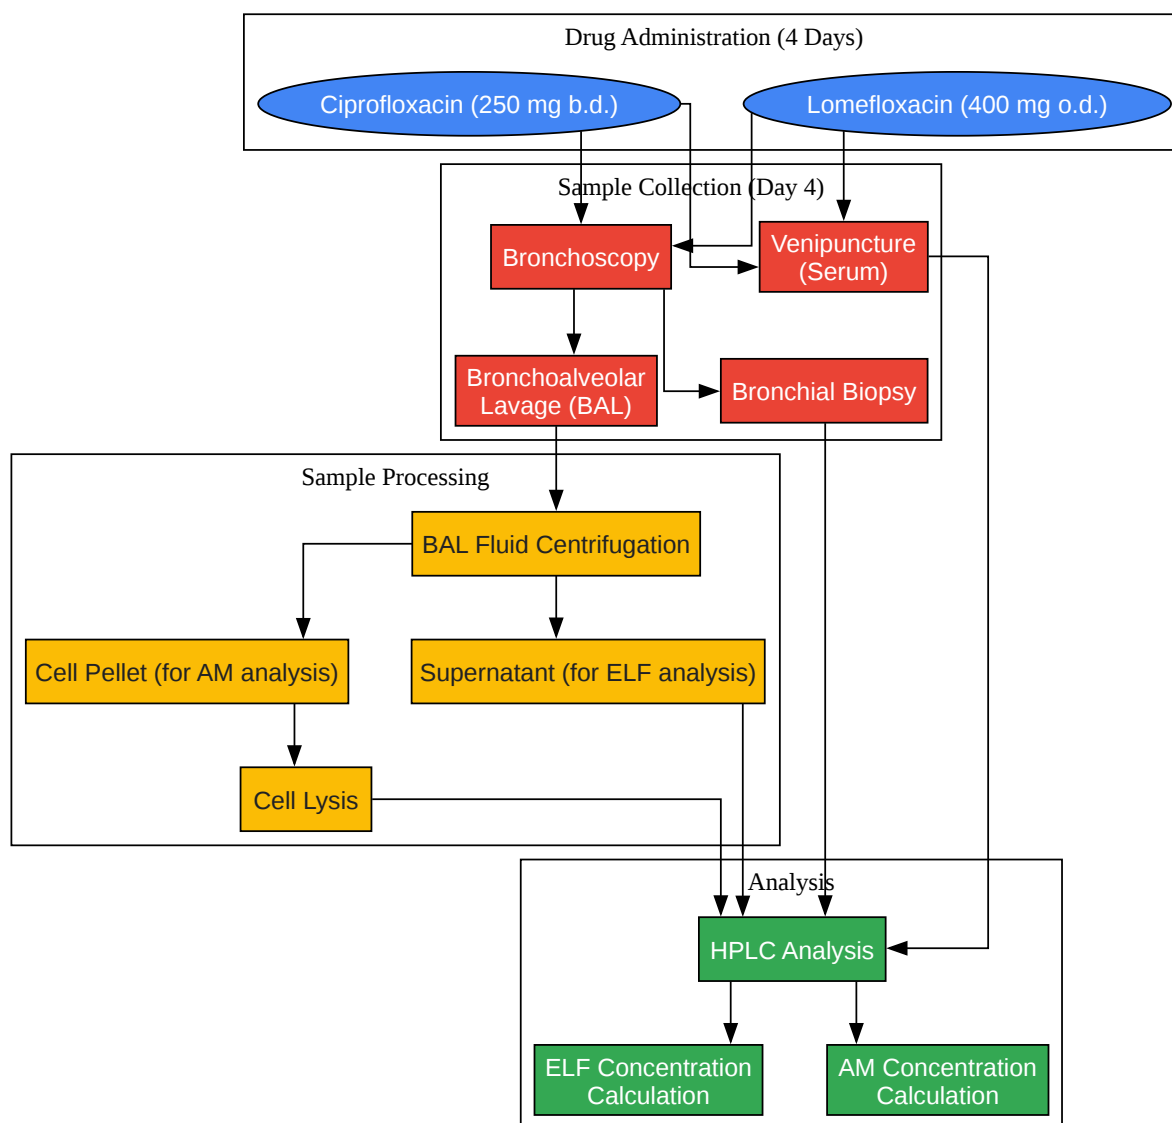 Drug Administration (4 Days)
Ciprofloxacin (250 mg b.d.)
Lomefloxacin (400 mg o.d.)
Sample Collection (Day 4)
Bronchoscopy
Venipuncture
(Serum)
Bronchoalveolar
Lavage (BAL)
Bronchial Biopsy
Sample Processing
BAL Fluid Centrifugation
Cell Pellet (for AM analysis)
Supernatant (for ELF analysis)
Cell Lysis
Analysis
HPLC Analysis
ELF Concentration
Calculation
AM Concentration
Calculation